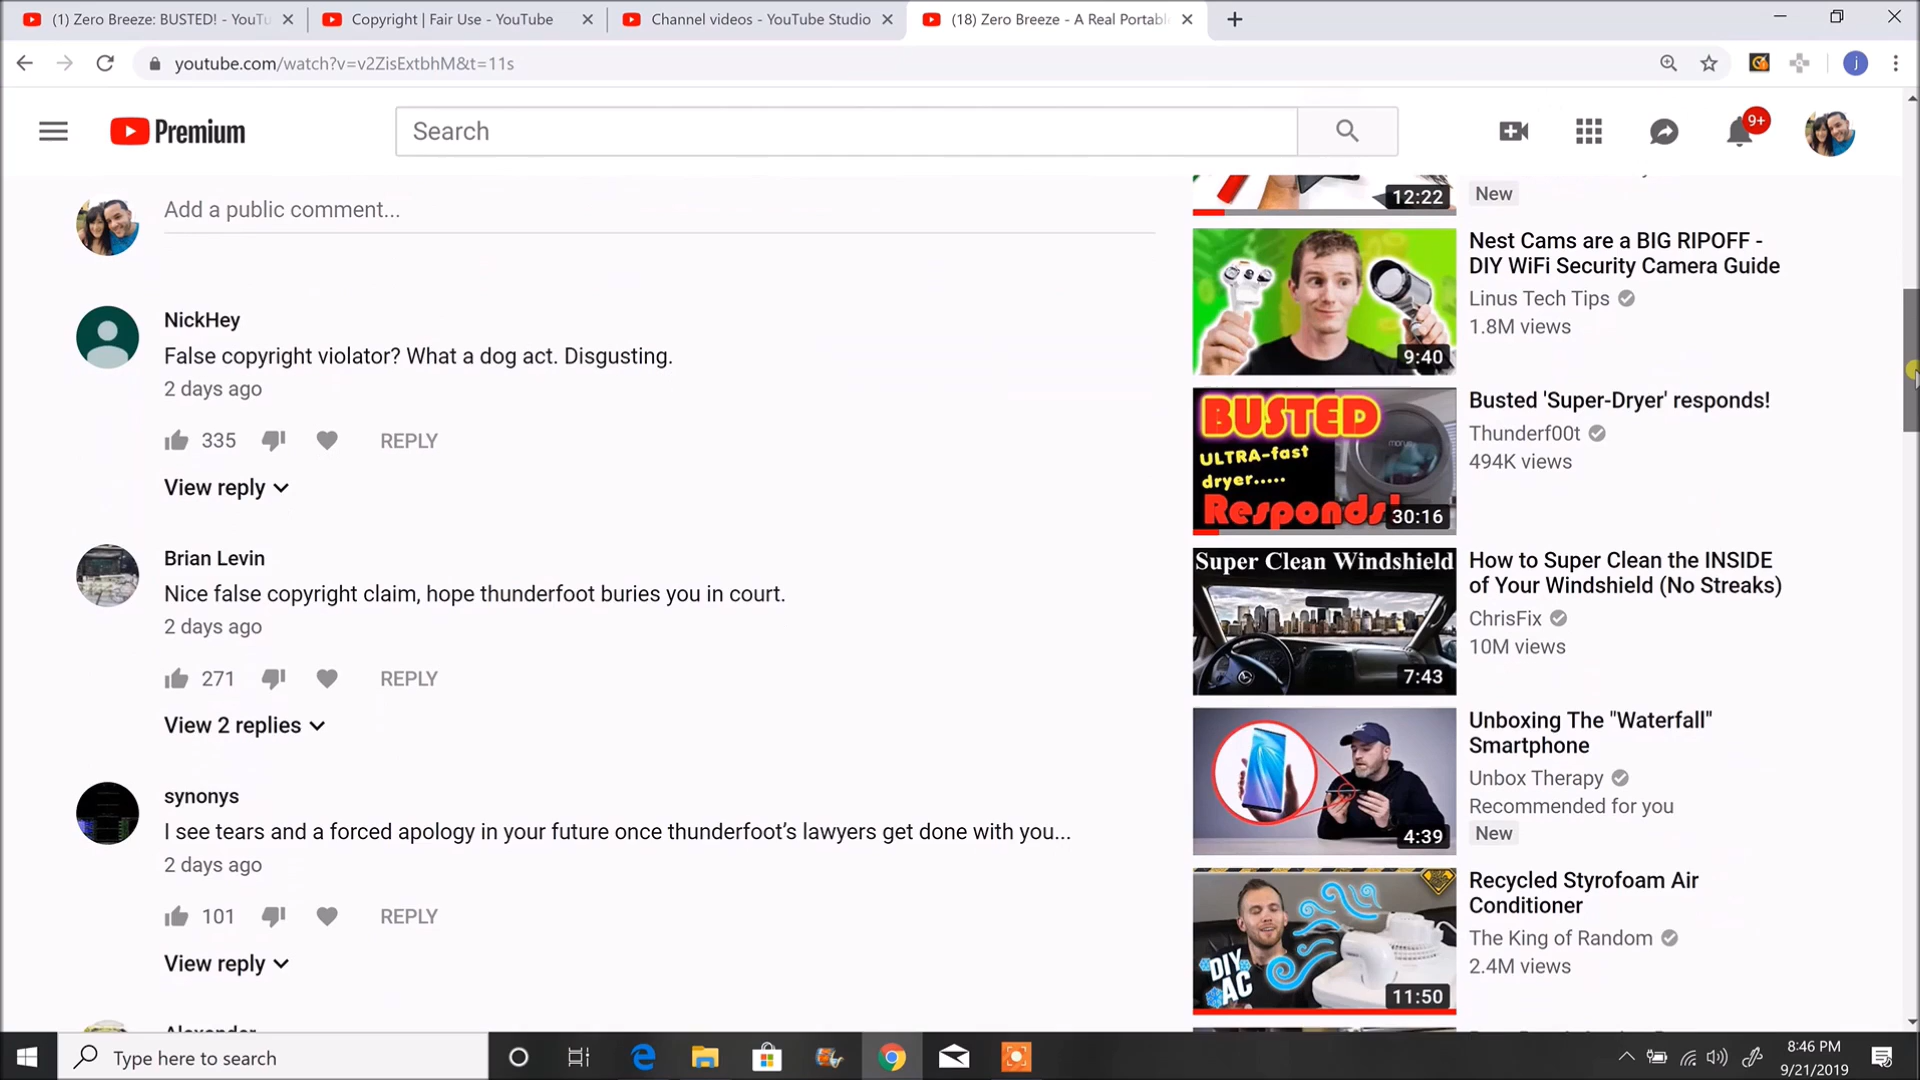 (1) Zero Breeze: BUSTED! - YouTu
Copyright | Fair Use - YouTube
Channel videos - YouTube Studio
(18) Zero Breeze - A Real Portabl
youtube.com/watch?v=v2ZisExtbhM&t=11s
j
Premium
Search
9+
Add a public comment...
NickHey
False copyright violator? What a dog act. Disgusting.
2 days ago
335
REPLY
View reply
Brian Levin
Nice false copyright claim, hope thunderfoot buries you in court.
2 days ago
271
REPLY
View 2 replies
synonys
I see tears and a forced apology in your future once thunderfoot’s lawyers get done with you...
2 days ago
101
REPLY
View reply
12:22
New
9:40
Nest Cams are a BIG RIPOFF -
DIY WiFi Security Camera Guide
Linus Tech Tips
1.8M views
BUSTED
ULTRA-fast
dryer.....
Responds!
30:16
Busted 'Super-Dryer' responds!
Thunderf00t
494K views
Super Clean Windshield
7:43
How to Super Clean the INSIDE
of Your Windshield (No Streaks)
ChrisFix
10M views
4:39
Unboxing The "Waterfall"
Smartphone
Unbox Therapy
Recommended for you
New
DIY
AC
11:50
Recycled Styrofoam Air
Conditioner
The King of Random
2.4M views
Type here to search
8:46 PM
9/21/2019